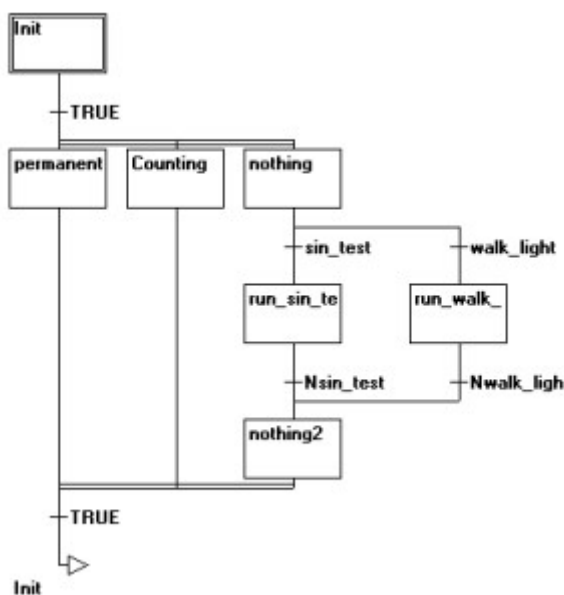 Init
TRUE
permanent
Counting
nothing
sin_test
walk_light
run_sin_te
run_walk_
Nsin_test
Nwalk_ligh
nothing2
TRUE
Init